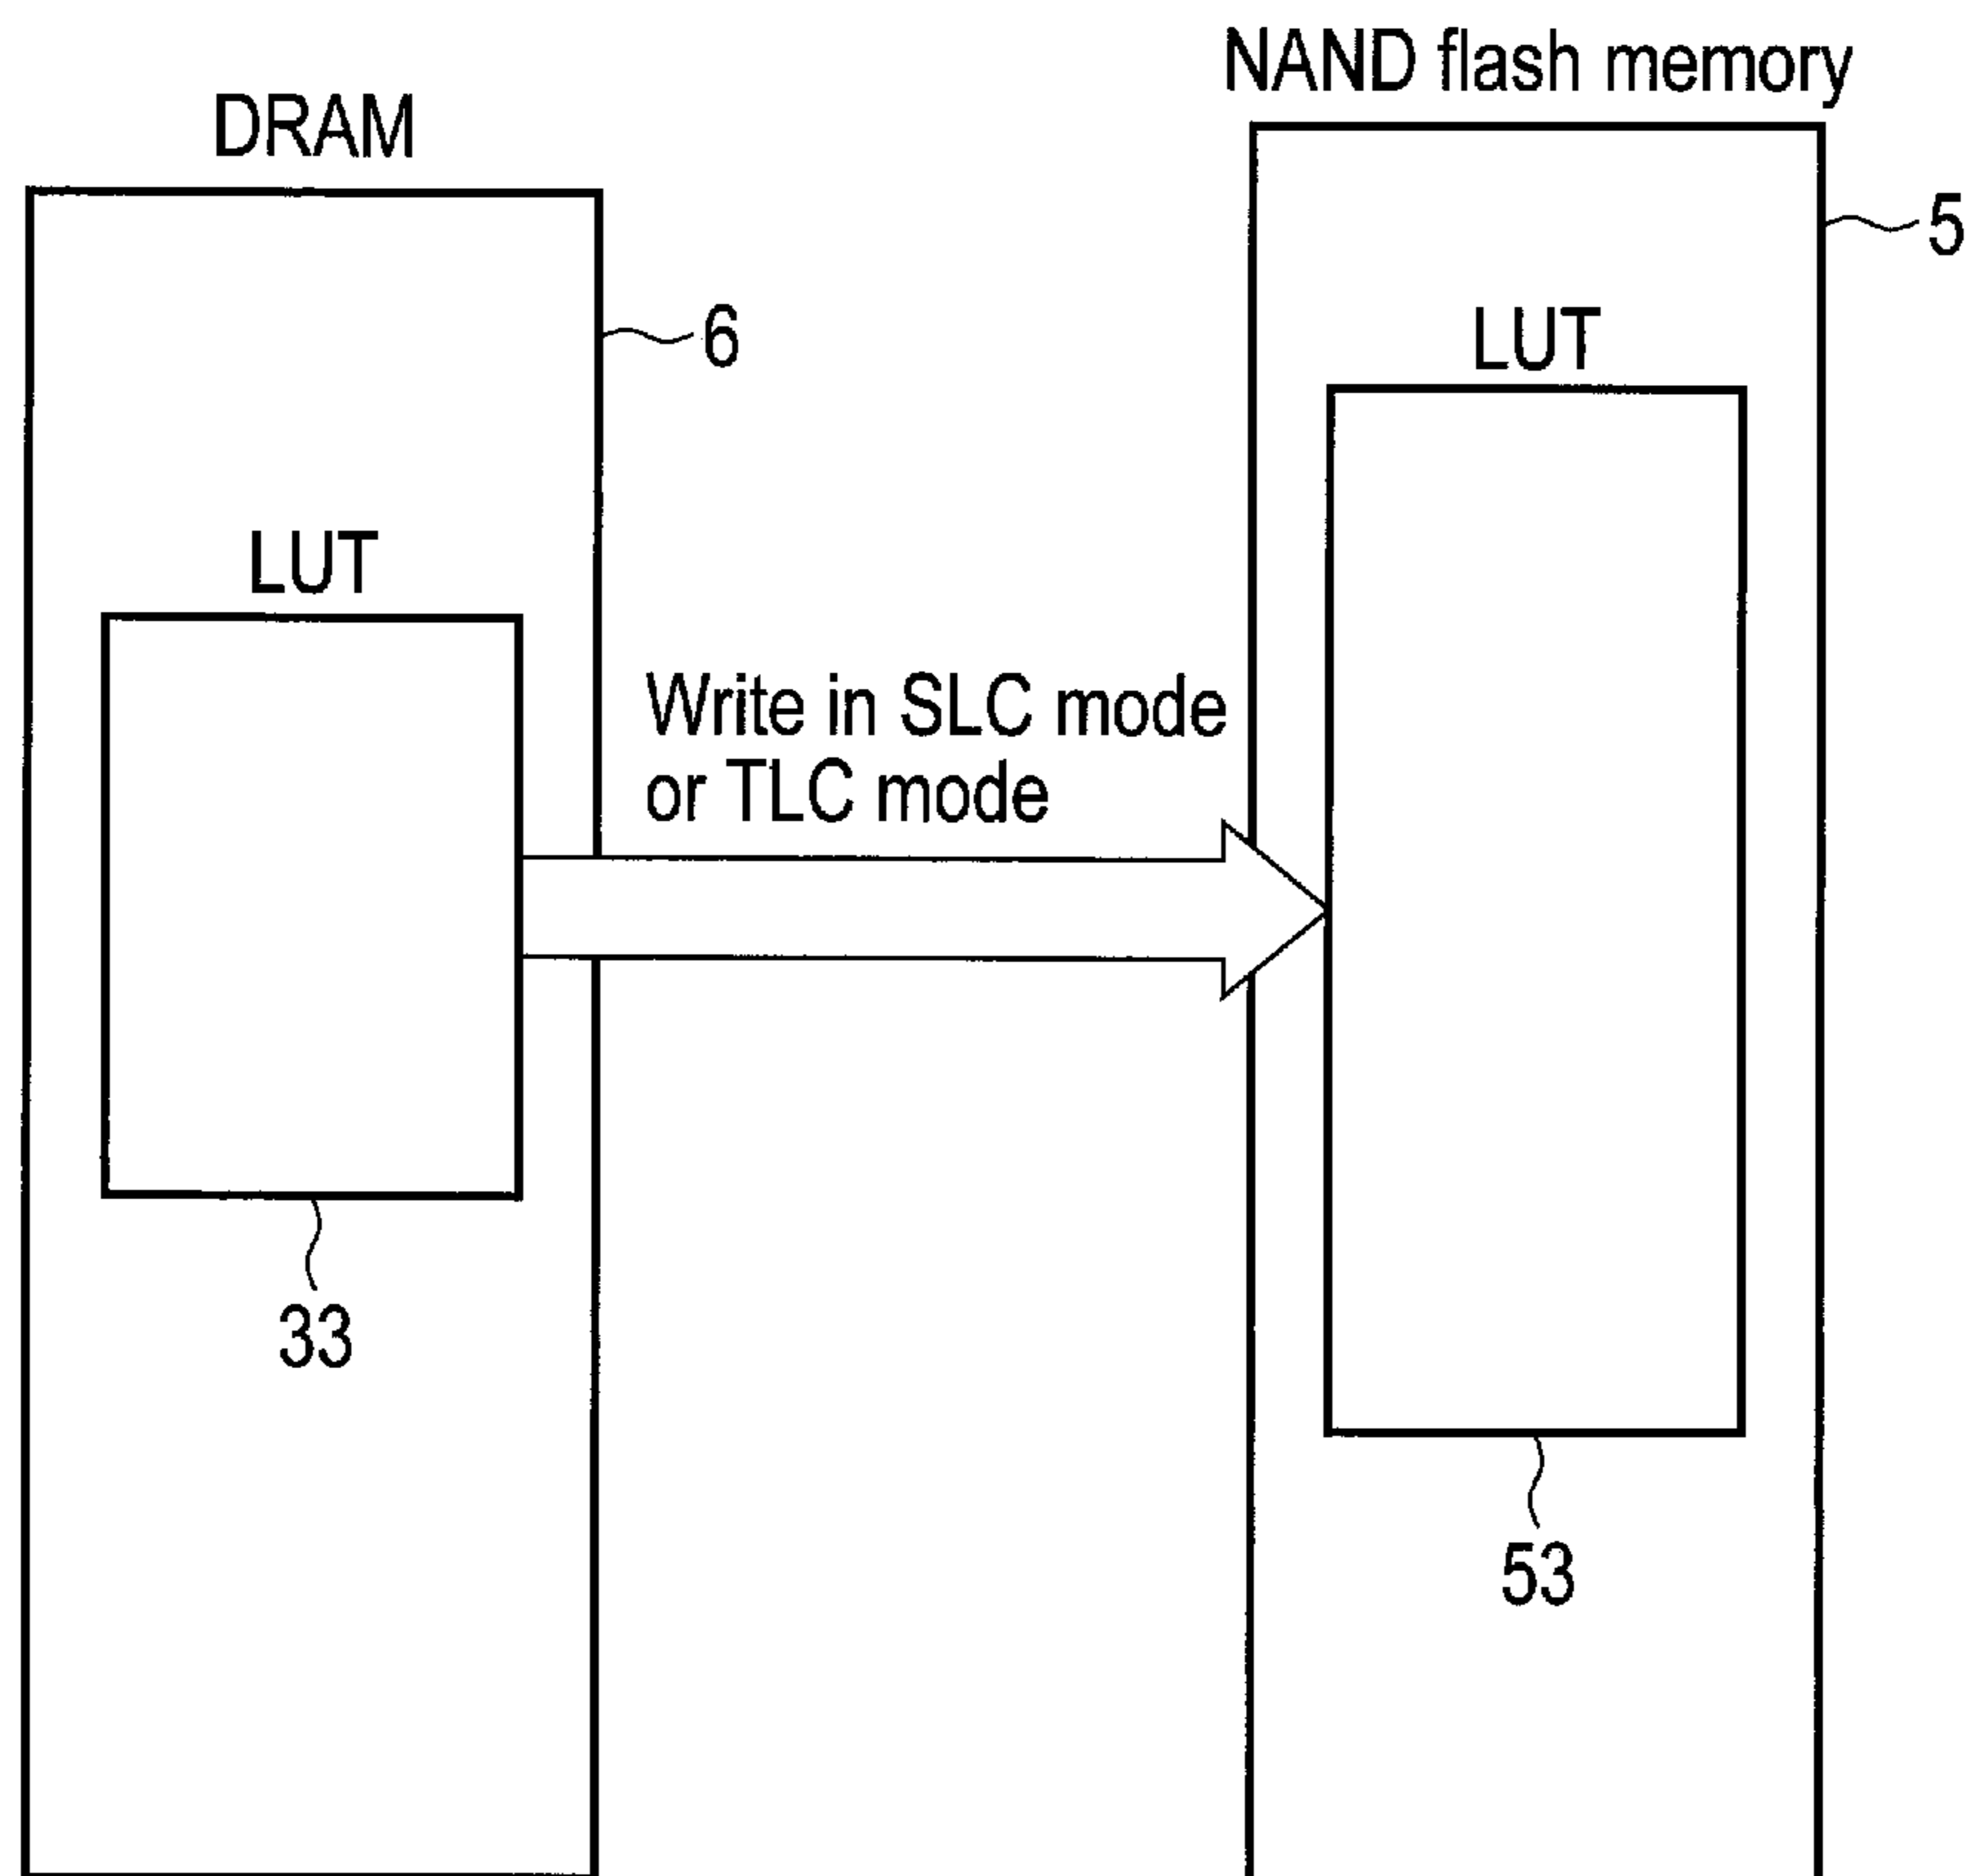 NAND flash memory
DRAM
5
6
LUT
LUT
Write in SLC mode
or TLC mode
33
53